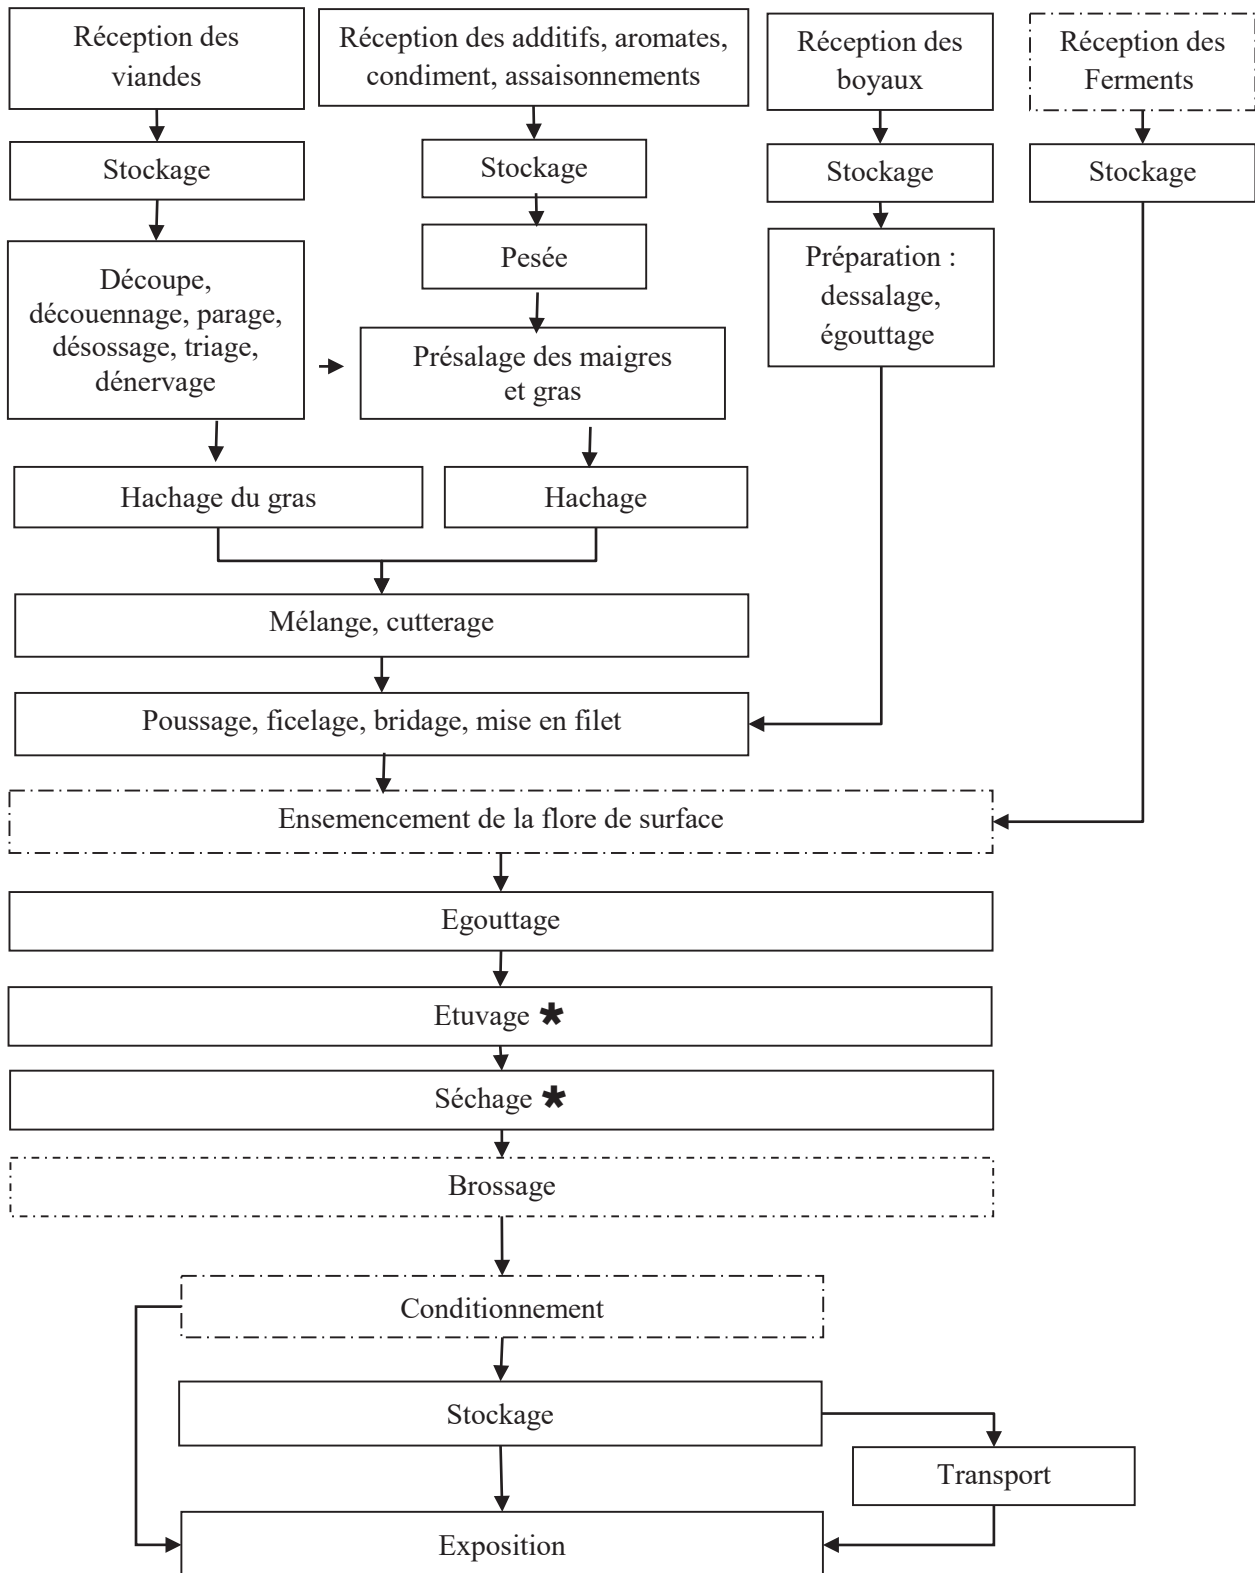 Réception des
viandes
Réception des additifs, aromates,
condiment, assaisonnements
Réception des
boyaux
Réception des
Ferments
Stockage
Stockage
Stockage
Stockage
Découpe,
découennage, parage,
désossage, triage,
dénervage
Pesée
Préparation :
dessalage,
égouttage
Présalage des maigres
et gras
Hachage du gras
Hachage
Mélange, cutterage
Poussage, ficelage, bridage, mise en filet
Ensemencement de la flore de surface
Egouttage
Etuvage *
Séchage *
Brossage
Conditionnement
Stockage
Transport
Exposition